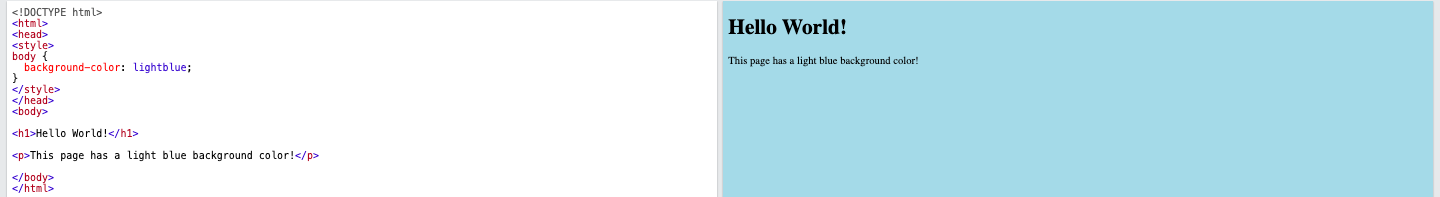 <!DOCTYPE html>
<html>
<head>
<style>
body {
  background-color: lightblue;
}
</style>
</head>
<body>

<h1>Hello World!</h1>

<p>This page has a light blue background color!</p>

</body>
</html>
Hello World!
This page has a light blue background color!